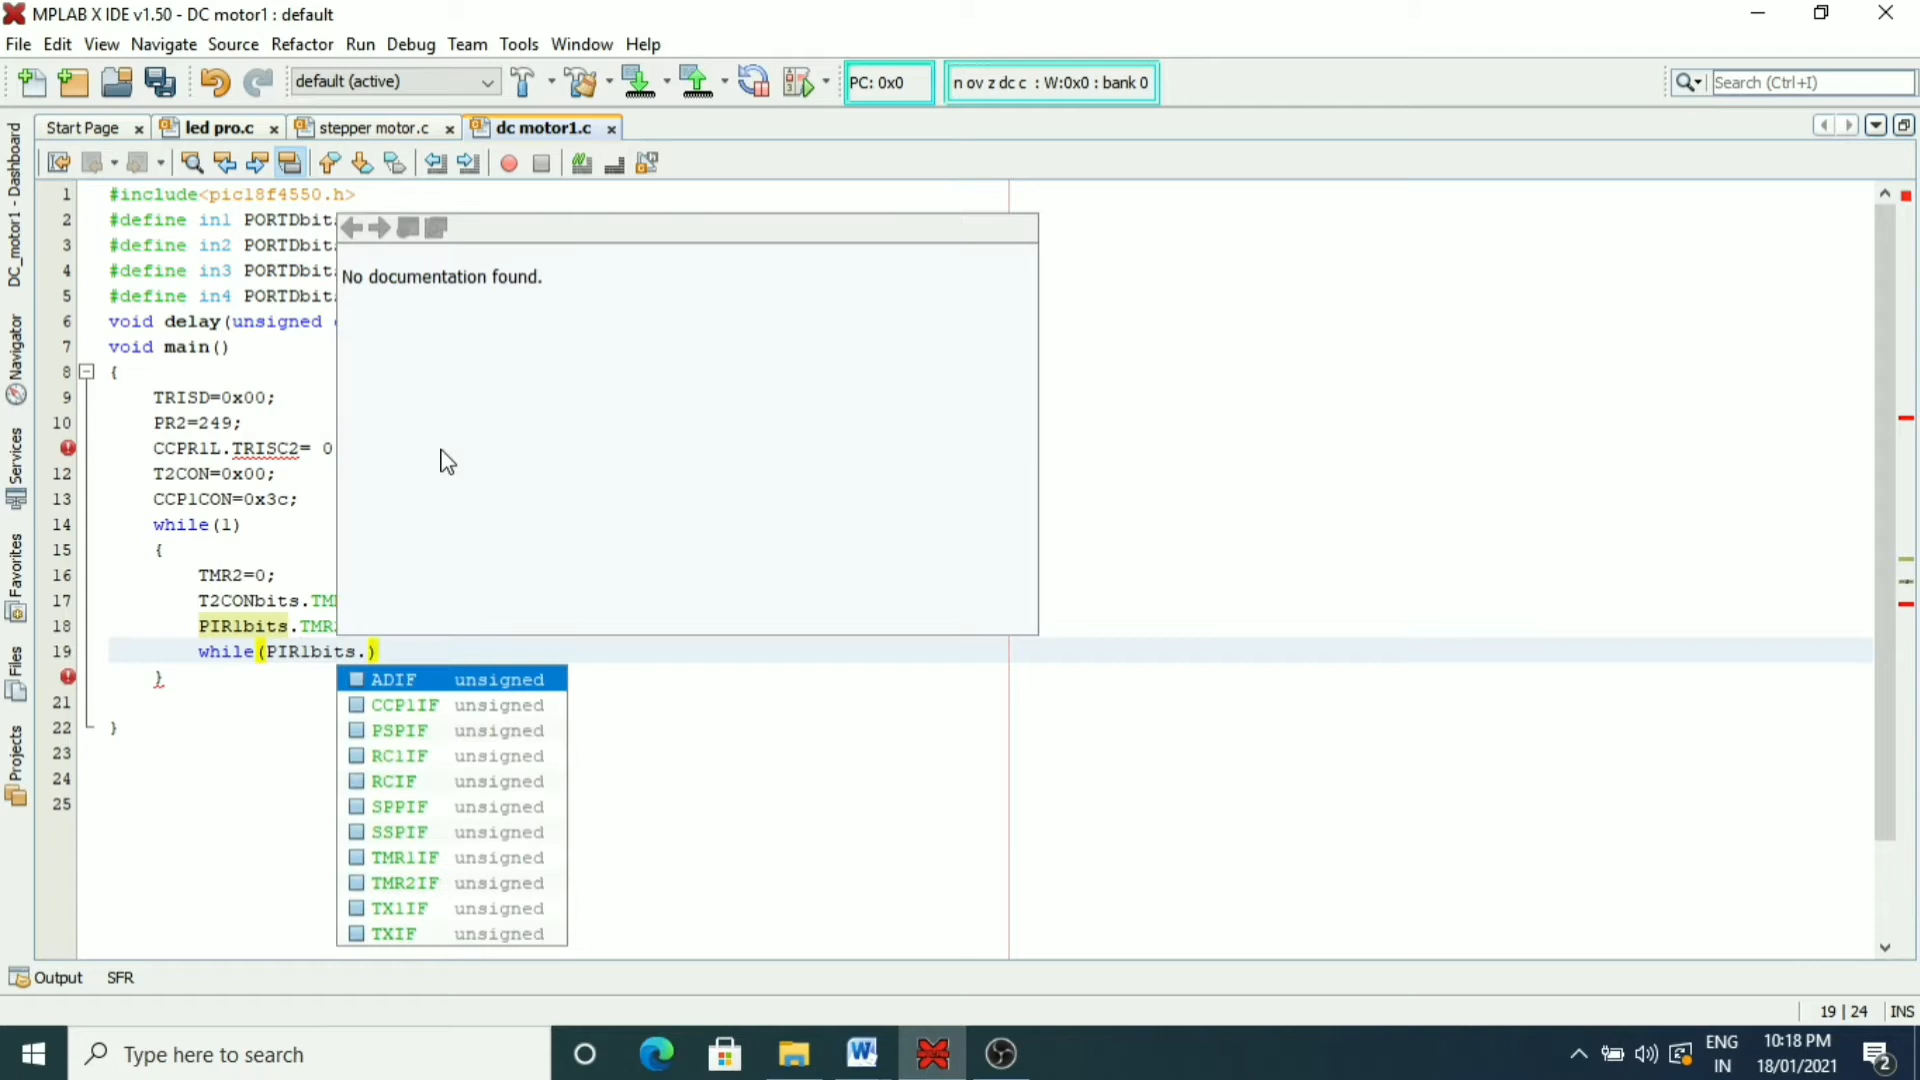 MPLAB X IDE v1.50 - DC motor1 : default
File Edit View Navigate Source Refactor Run Debug Team Tools Window Help
default (active)
PC: 0x0
n ov z dc c : W:0x0 : bank 0
Search (Ctrl+I)
Start Page
led pro.c
stepper motor.c
dc motor1.c
DC_motor1 - Dashboard
Navigator
Services
Favorites
Files
Projects
1 #include<pic18f4550.h>
2 #define in1 PORTDbit
3 #define in2 PORTDbit
4 #define in3 PORTDbit
5 #define in4 PORTDbit
6 void delay(unsigned
7 void main()
8 {
9 TRISD=0x00;
10 PR2=249;
CCPR1L.TRISC2= 0
12 T2CON=0x00;
13 CCP1CON=0x3c;
14 while(1)
15 {
16 TMR2=0;
17 T2CONbits.TM
18 PIR1bits.TMR
19 while(PIR1bits.)
}
21
22 }
23
24
25
No documentation found.
ADIF unsigned
CCP1IF unsigned
PSPIF unsigned
RC1IF unsigned
RCIF unsigned
SPPIF unsigned
SSPIF unsigned
TMR1IF unsigned
TMR2IF unsigned
TX1IF unsigned
TXIF unsigned
Output SFR
19 | 24 INS
Type here to search
ENG
IN
10:18 PM
18/01/2021
2